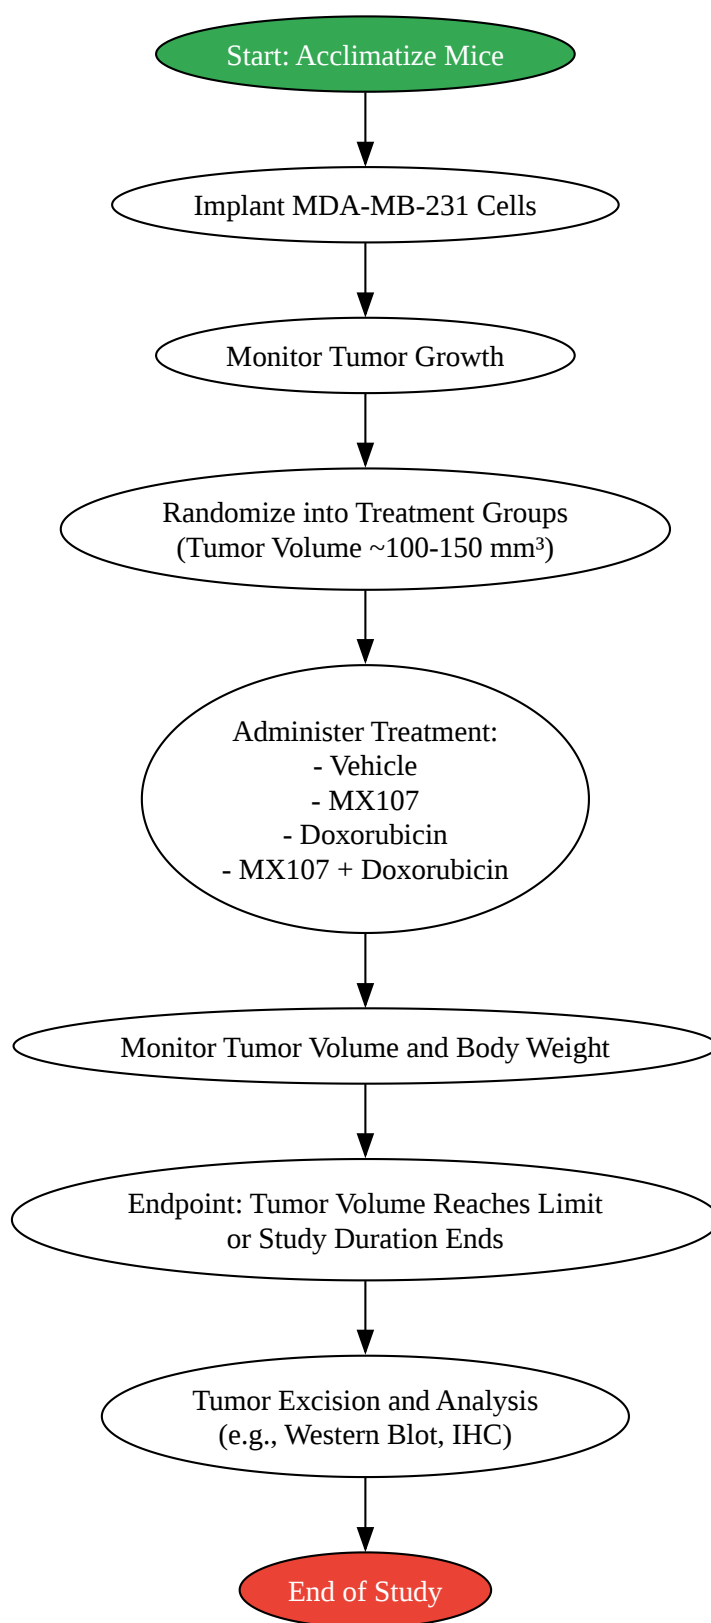 Start: Acclimatize Mice
Implant MDA-MB-231 Cells
Monitor Tumor Growth
Randomize into Treatment Groups
(Tumor Volume ~100-150 mm³)
Administer Treatment:
- Vehicle
- MX107
- Doxorubicin
- MX107 + Doxorubicin
Monitor Tumor Volume and Body Weight
Endpoint: Tumor Volume Reaches Limit
or Study Duration Ends
Tumor Excision and Analysis
(e.g., Western Blot, IHC)
End of Study